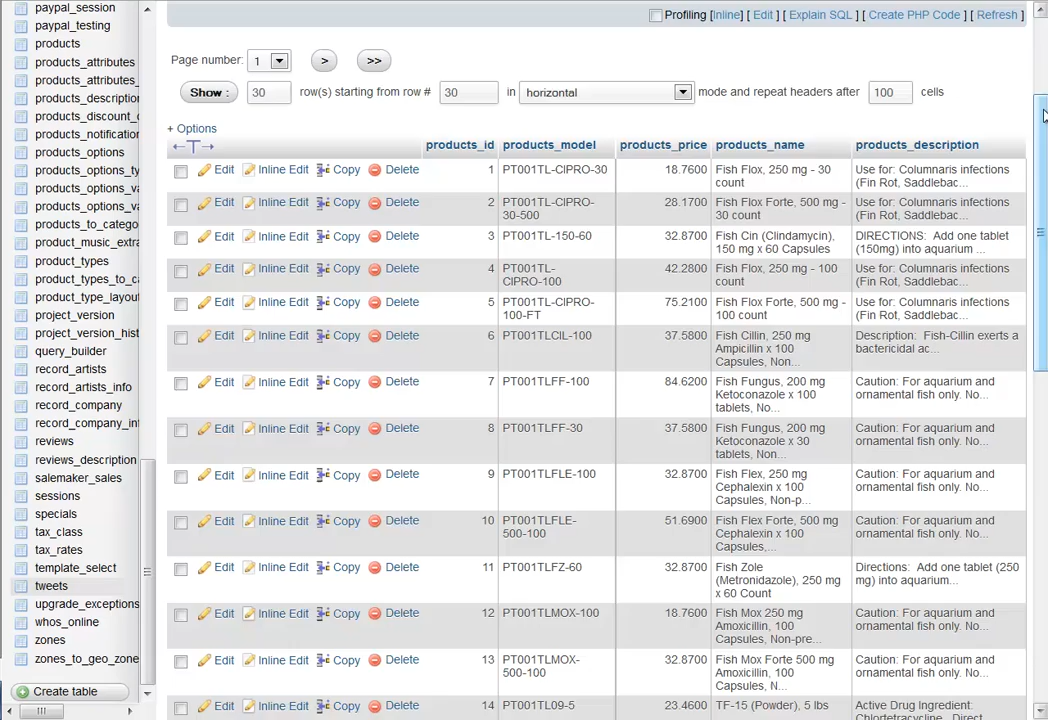 paypal_session
paypal_testing
products
products_attributes
products_attributes_
products_description
products_discount_c
products_notification
products_options
products_options_ty
products_options_va
products_options_va
products_to_catego
product_music_extra
product_types
product_types_to_ca
product_type_layout
project_version
project_version_hist
query_builder
record_artists
record_artists_info
record_company
record_company_inf
reviews
reviews_description
salemaker_sales
sessions
specials
tax_class
tax_rates
template_select
tweets
upgrade_exceptions
whos_online
zones
zones_to_geo_zone
Create table
Profiling [Inline] [ Edit ] [ Explain SQL ] [ Create PHP Code ] [ Refresh ]
Page number: 1 > >>
Show : 30 row(s) starting from row # 30 in horizontal mode and repeat headers after 100 cells
+ Options
←T→ products_id products_model products_price products_name products_description
Edit Inline Edit Copy Delete 1 PT001TL-CIPRO-30 18.7600 Fish Flox, 250 mg - 30 Use for: Columnaris infections
count (Fin Rot, Saddlebac...
Edit Inline Edit Copy Delete 2 PT001TL-CIPRO- 28.1700 Fish Flox Forte, 500 mg - Use for: Columnaris infections
30-500 30 count (Fin Rot, Saddlebac...
Edit Inline Edit Copy Delete 3 PT001TL-150-60 32.8700 Fish Cin (Clindamycin), DIRECTIONS: Add one tablet
150 mg x 60 Capsules (150mg) into aquarium ...
Edit Inline Edit Copy Delete 4 PT001TL- 42.2800 Fish Flox, 250 mg - 100 Use for: Columnaris infections
CIPRO-100 count (Fin Rot, Saddlebac...
Edit Inline Edit Copy Delete 5 PT001TL-CIPRO- 75.2100 Fish Flox Forte, 500 mg - Use for: Columnaris infections
100-FT 100 count (Fin Rot, Saddlebac...
Edit Inline Edit Copy Delete 6 PT001TLCIL-100 37.5800 Fish Cillin, 250 mg Description: Fish-Cillin exerts a
Ampicillin x 100 bactericidal ac...
Capsules, Non...
Edit Inline Edit Copy Delete 7 PT001TLFF-100 84.6200 Fish Fungus, 200 mg Caution: For aquarium and
Ketoconazole x 100 ornamental fish only. No...
tablets, No...
Edit Inline Edit Copy Delete 8 PT001TLFF-30 37.5800 Fish Fungus, 200 mg Caution: For aquarium and
Ketoconazole x 30 ornamental fish only. No...
tablets, Non...
Edit Inline Edit Copy Delete 9 PT001TLFLE-100 32.8700 Fish Flex, 250 mg Caution: For aquarium and
Cephalexin x 100 ornamental fish only. No...
Capsules, Non-p...
Edit Inline Edit Copy Delete 10 PT001TLFLE- 51.6900 Fish Flex Forte, 500 mg Caution: For aquarium and
500-100 Cephalexin x 100 ornamental fish only. No...
Capsules,...
Edit Inline Edit Copy Delete 11 PT001TLFZ-60 32.8700 Fish Zole Directions: Add one tablet (250
(Metronidazole), 250 mg mg) into aquarium...
x 60 Count
Edit Inline Edit Copy Delete 12 PT001TLMOX-100 18.7600 Fish Mox 250 mg Caution: For aquarium and
Amoxicillin, 100 ornamental fish only. No...
Capsules, Non-pre...
Edit Inline Edit Copy Delete 13 PT001TLMOX- 32.8700 Fish Mox Forte 500 mg Caution: For aquarium and
500-100 Amoxicillin, 100 ornamental fish only. No...
Capsules, N...
Edit Inline Edit Copy Delete 14 PT001TL09-5 23.4600 TF-15 (Powder), 5 lbs Active Drug Ingredient:
Chlortetracycline, Direct